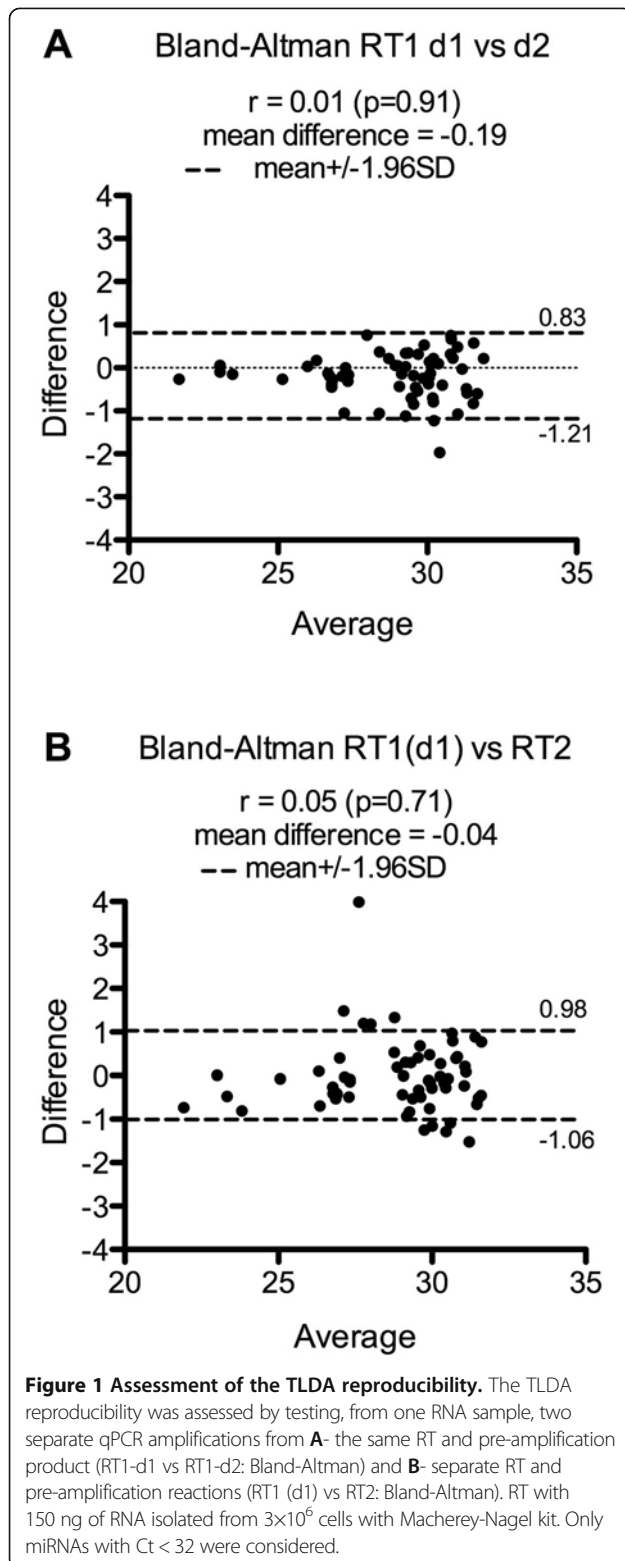 A Bland-Altman RT1 d1 vs d2
r = 0.01 (p=0.91)
mean difference = -0.19
-- mean+/-1.96SD
4
3
2
1
0
-1
-2
-3
-4
Difference
0.83
-1.21
20 25 30 35
Average
B Bland-Altman RT1(d1) vs RT2
r = 0.05 (p=0.71)
mean difference = -0.04
-- mean+/-1.96SD
4
3
2
1
0
-1
-2
-3
-4
Difference
0.98
-1.06
20 25 30 35
Average
Figure 1 Assessment of the TLDA reproducibility. The TLDA
reproducibility was assessed by testing, from one RNA sample, two
separate qPCR amplifications from A- the same RT and pre-amplification
product (RT1-d1 vs RT1-d2: Bland-Altman) and B- separate RT and
pre-amplification reactions (RT1 (d1) vs RT2: Bland-Altman). RT with
150 ng of RNA isolated from 3×10⁶ cells with Macherey-Nagel kit. Only
miRNAs with Ct < 32 were considered.